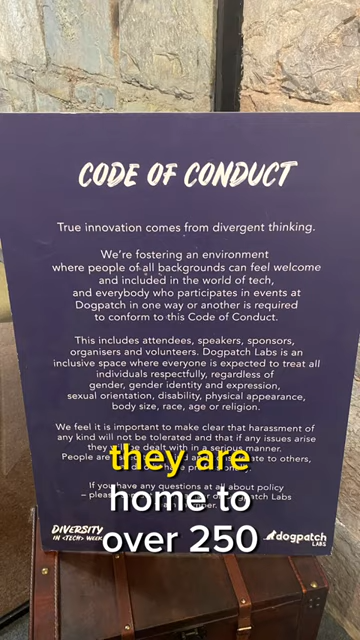 CODE OF CONDUCT
True innovation comes from divergent thinking.
We're fostering an environment
where people of all backgrounds can feel welcome
and included in the world of tech,
and everybody who participates in events at
Dogpatch in one way or another is required
to conform to this Code of Conduct.
This includes attendees, speakers, sponsors,
organisers and volunteers. Dogpatch Labs is an
inclusive space where everyone is expected to treat all
individuals respectfully, regardless of
gender, gender identity and expression,
sexual orientation, disability, physical appearance,
body size, race, age or religion.
We feel it is important to make clear that harassment of
any kind will not be tolerated and that if any issues arise
they will be dealt with in a serious manner.
People are to others,
If you have any questions at all about policy
– please Dogpatch Labs
they are
home to
over 250
DIVERSITY
IN <TECH> WEEK
dogpatch
LABS